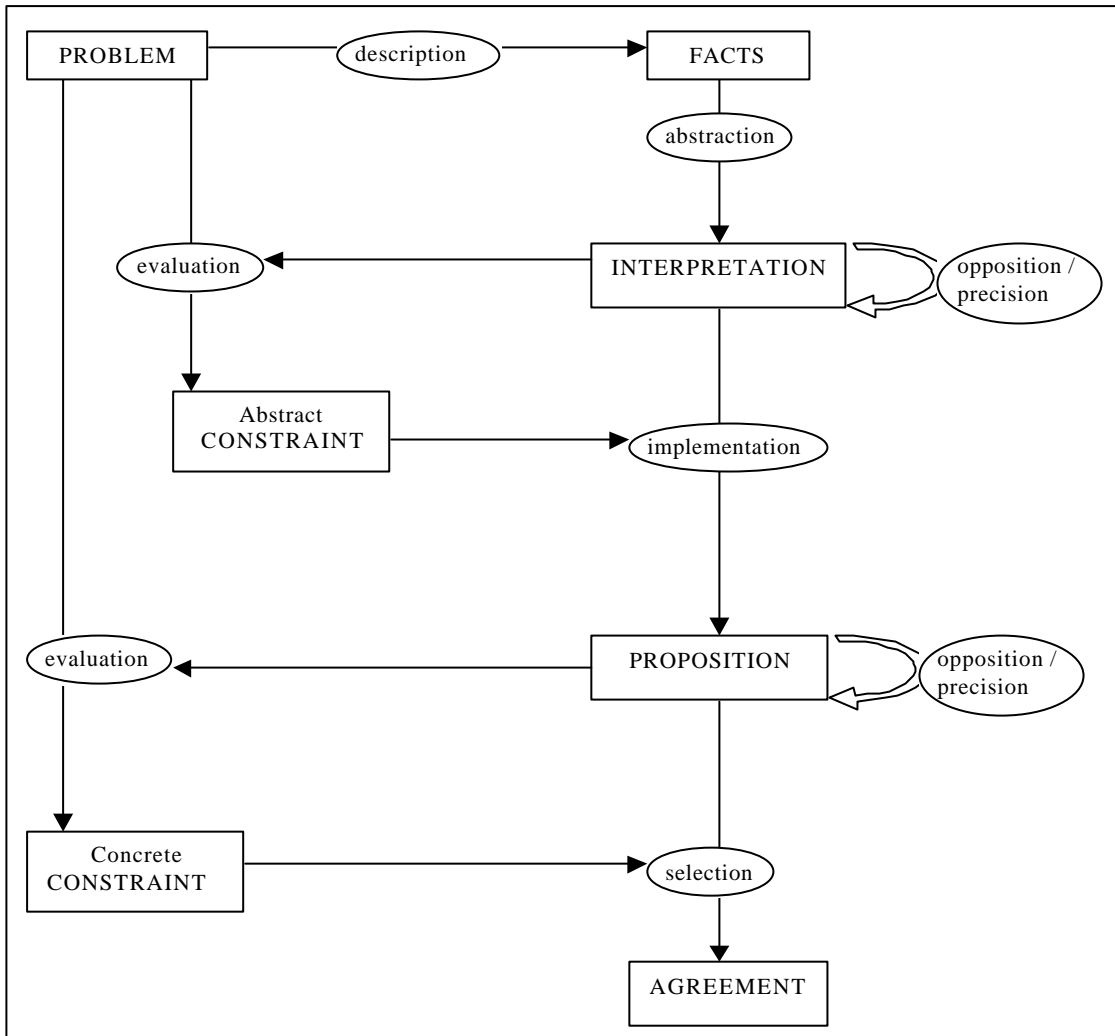 PROBLEM
description
FACTS
abstraction
evaluation
INTERPRETATION
opposition /
precision
Abstract
CONSTRAINT
implementation
evaluation
PROPOSITION
opposition /
precision
Concrete
CONSTRAINT
selection
AGREEMENT